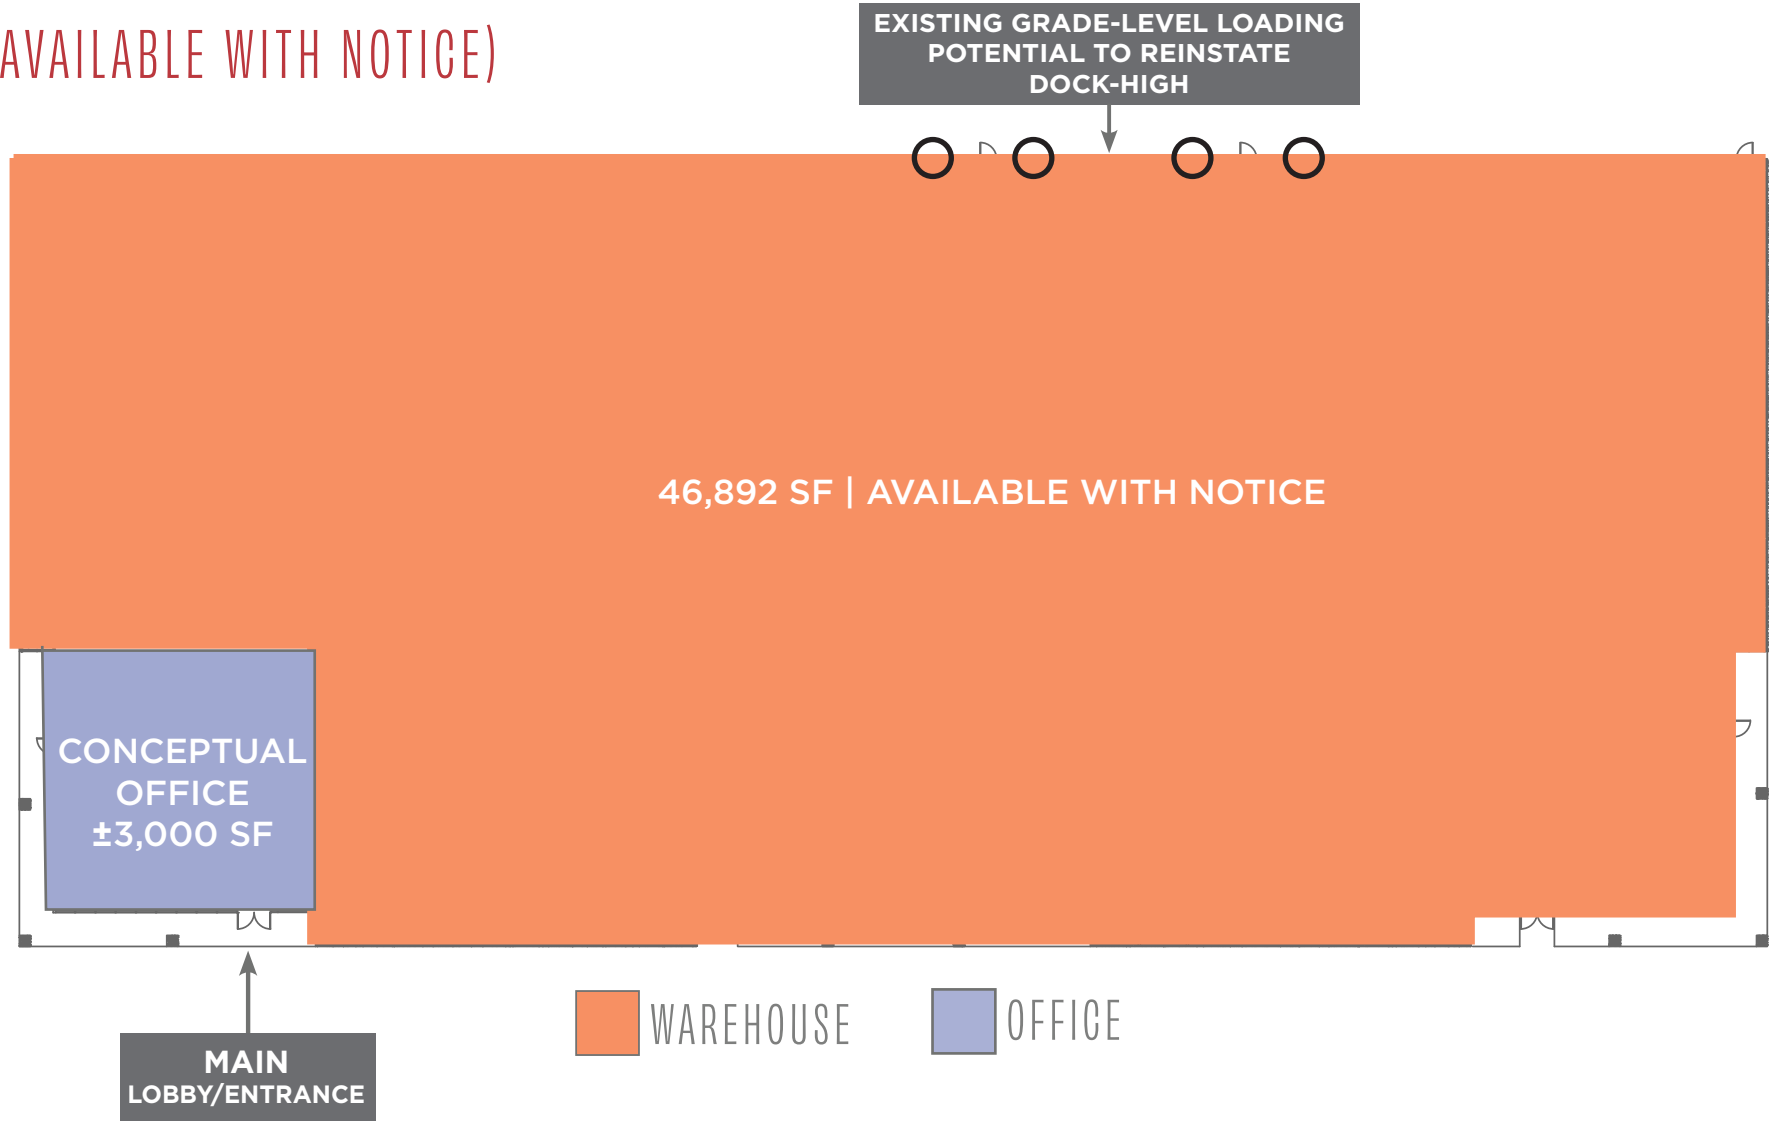 AVAILABLE WITH NOTICE)
EXISTING GRADE-LEVEL LOADING
POTENTIAL TO REINSTATE
DOCK-HIGH
46,892 SF | AVAILABLE WITH NOTICE
CONCEPTUAL
OFFICE
±3,000 SF
WAREHOUSE
OFFICE
MAIN
LOBBY/ENTRANCE